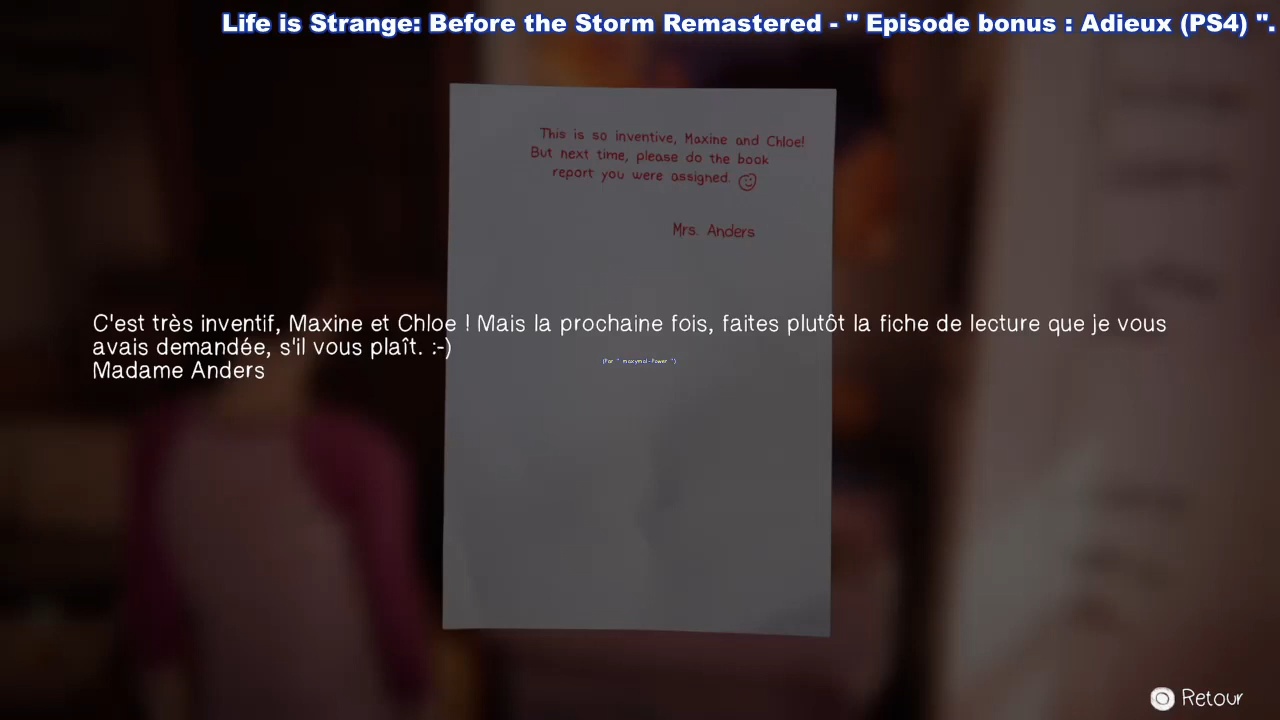 Life is Strange: Before the Storm Remastered - " Episode bonus : Adieux (PS4) ".
This is so inventive, Maxine and Chloe!
But next time, please do the book
report you were assigned.
Mrs. Anders
C'est très inventif, Maxine et Chloe ! Mais la prochaine fois, faites plutôt la fiche de lecture que je vous
avais demandée, s'il vous plaît. :-)
(Par " maxymal-Power ")
Madame Anders
Retour